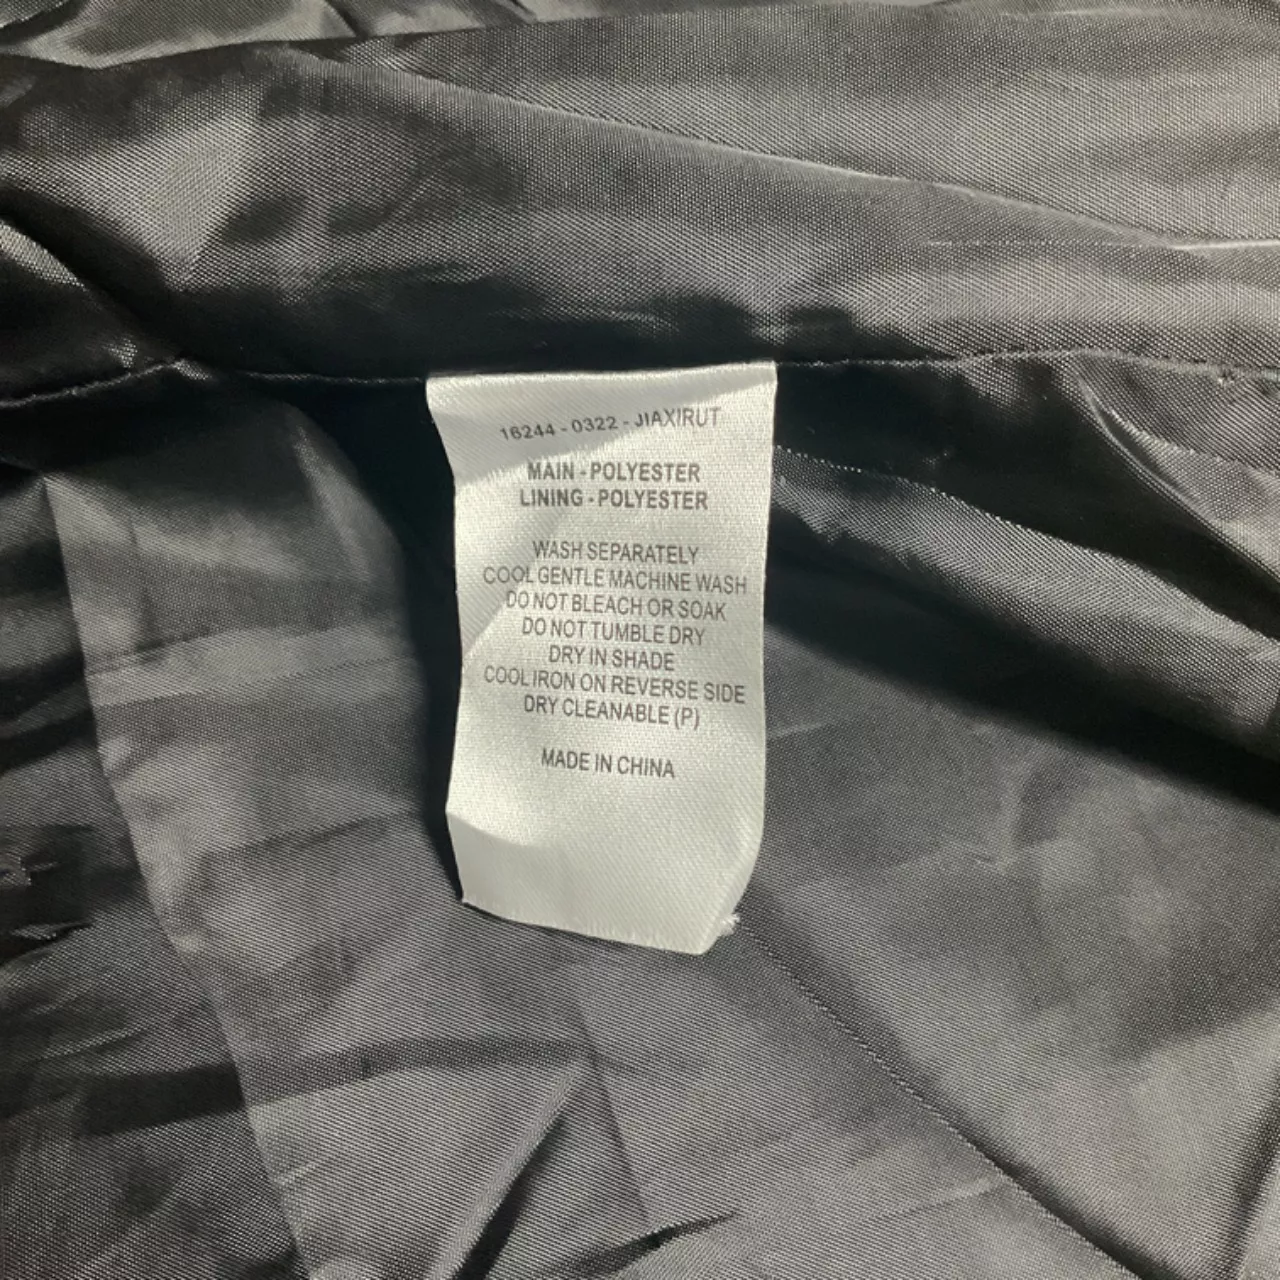 16244 - 0322 - JIAXIRUT
MAIN - POLYESTER
LINING - POLYESTER
WASH SEPARATELY
COOL GENTLE MACHINE WASH
DO NOT BLEACH OR SOAK
DO NOT TUMBLE DRY
DRY IN SHADE
COOL IRON ON REVERSE SIDE
DRY CLEANABLE (P)
MADE IN CHINA